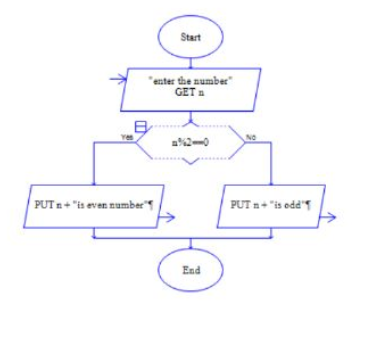 Start
"enter the number"
GET n
Yes
No
n%2==0
PUT n + "is even number"¶
PUT n + "is odd"¶
End